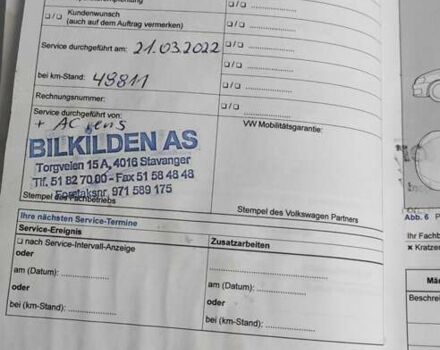 ❏ / ❏ Kundenwunsch
(auch auf dem Auftrag vermerken)
❏ / ❏
❏ / ❏
Service durchgeführt am: 21.03.2022
❏ / ❏
❏ / ❏
bei km-Stand: 49811
❏ / ❏
Rechnungsnummer:
❏ / ❏
Service durchgeführt von:
VW Mobilitätsgarantie:
+ AC
BILKILDEN AS
Torgveien 15 A, 4016 Stavanger
Tlf. 51 82 70 00 - Fax 51 58 48 48
Foretaksnr. 971 589 175
Stempel des Fachbetriebs
Stempel des Volkswagen Partners
Ihre nächsten Service-Termine
Service-Ereignis
Zusatzarbeiten
❏ nach Service-Intervall-Anzeige
oder
am (Datum):
am (Datum):
oder
oder
bei (km-Stand):
bei (km-Stand):
Abb. 6
Ihr Fachb
✖ Kratzer
Män
Beschrei